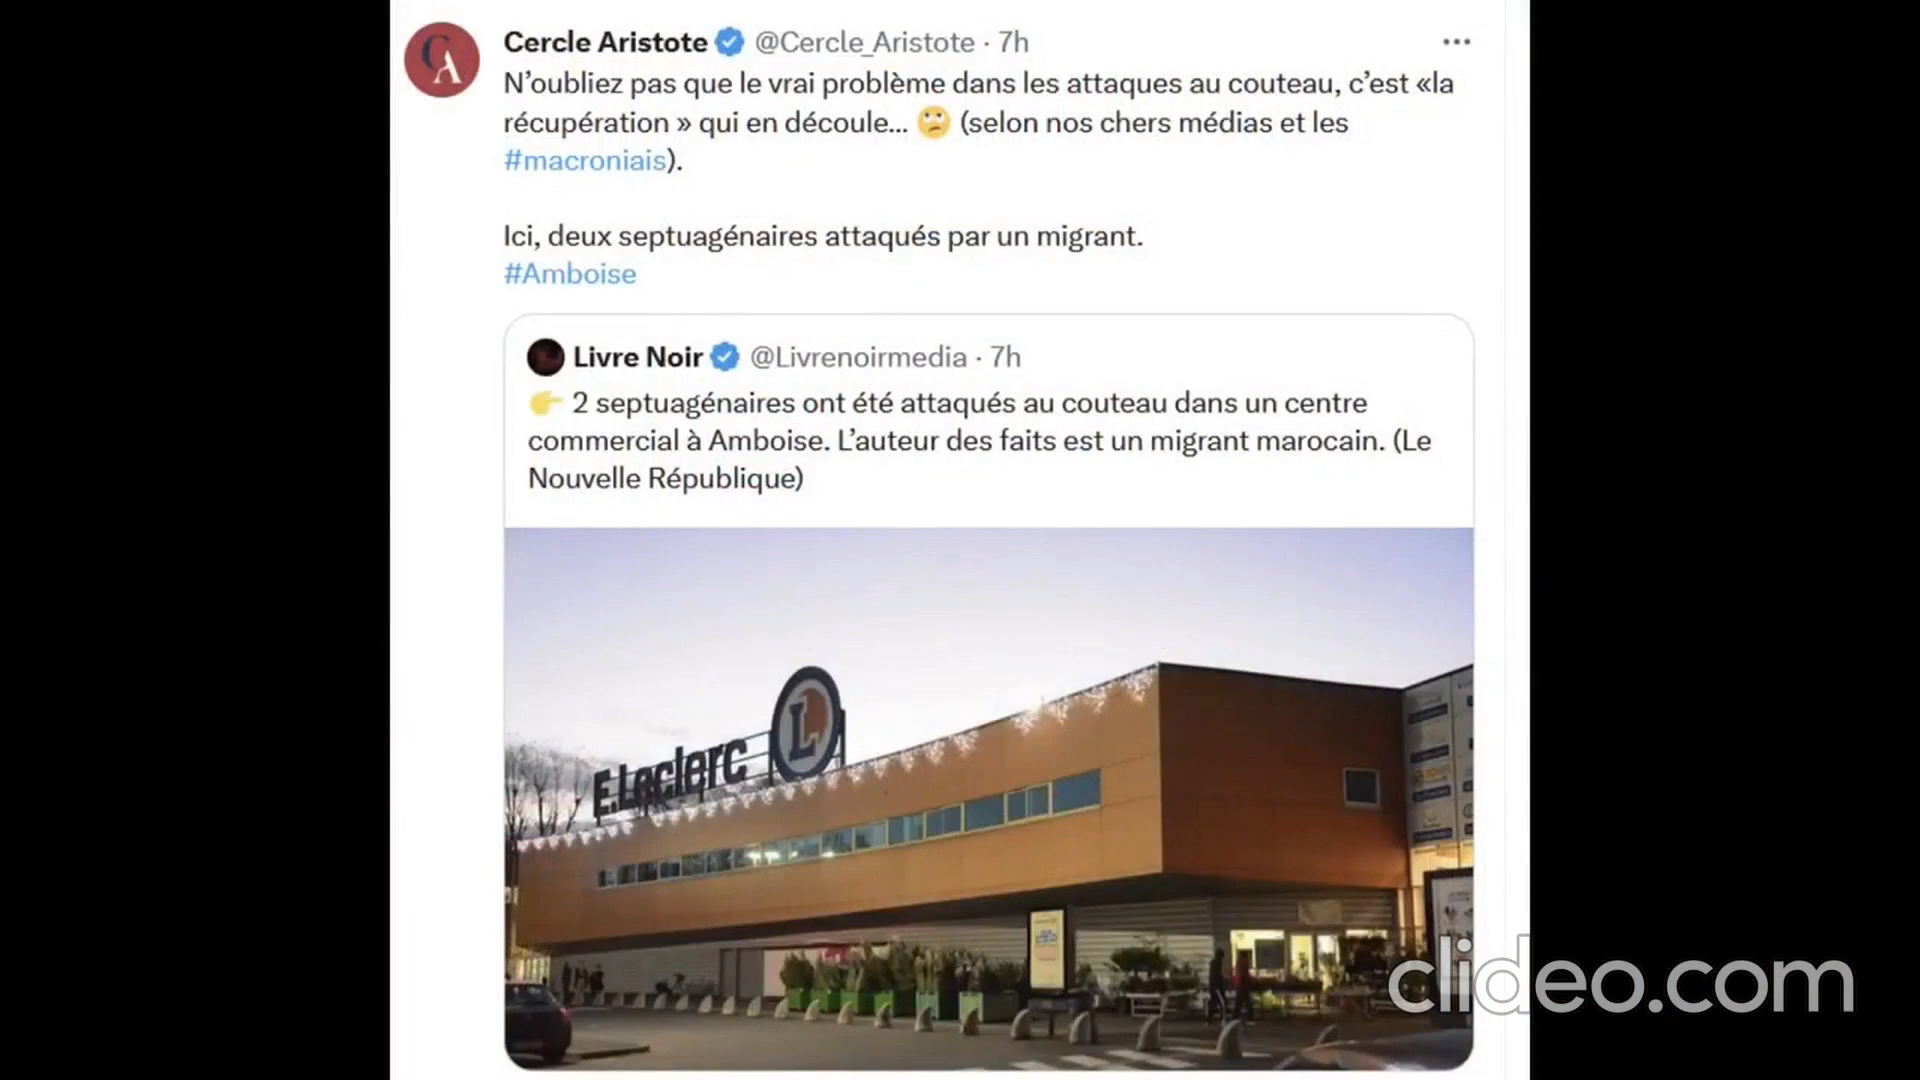 Cercle Aristote @Cercle_Aristote · 7h
N’oubliez pas que le vrai problème dans les attaques au couteau, c’est «la
récupération » qui en découle... 🙄 (selon nos chers médias et les
#macroniais).
Ici, deux septuagénaires attaqués par un migrant.
#Amboise
Livre Noir @Livrenoirmedia · 7h
👉 2 septuagénaires ont été attaqués au couteau dans un centre
commercial à Amboise. L’auteur des faits est un migrant marocain. (Le
Nouvelle République)
E.Leclerc L
clideo.com